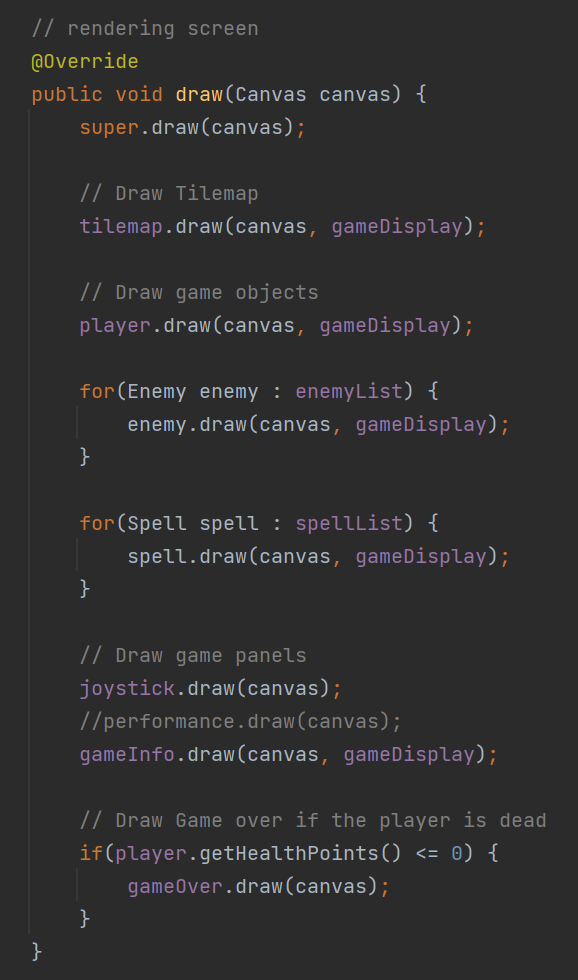 // rendering screen
@Override
public void draw(Canvas canvas) {
super.draw(canvas);
// Draw Tilemap
tilemap.draw(canvas, gameDisplay);
// Draw game objects
player.draw(canvas, gameDisplay);
for(Enemy enemy : enemyList) {
enemy.draw(canvas, gameDisplay);
}
for(Spell spell : spellList) {
spell.draw(canvas, gameDisplay);
}
// Draw game panels
joystick.draw(canvas);
//performance.draw(canvas);
gameInfo.draw(canvas, gameDisplay);
// Draw Game over if the player is dead
if(player.getHealthPoints() <= 0) {
gameOver.draw(canvas);
}
}